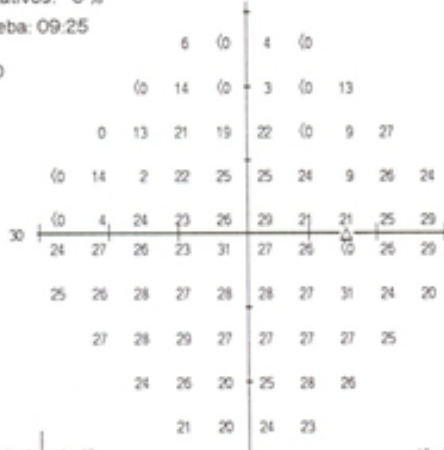 eba: 09:25
6 (0 4 (0
(0 14 (0 3 (0 13
0 13 21 19 22 (0 9 27
(0 14 2 22 25 25 24 9 26 24
(0 4 24 23 26 29 21 21 25 29
30
24 27 26 23 31 27 26 (0 26 29
25 26 28 27 28 28 27 31 24 20
27 28 29 27 27 27 27 25
24 26 20 25 28 26
21 20 24 23